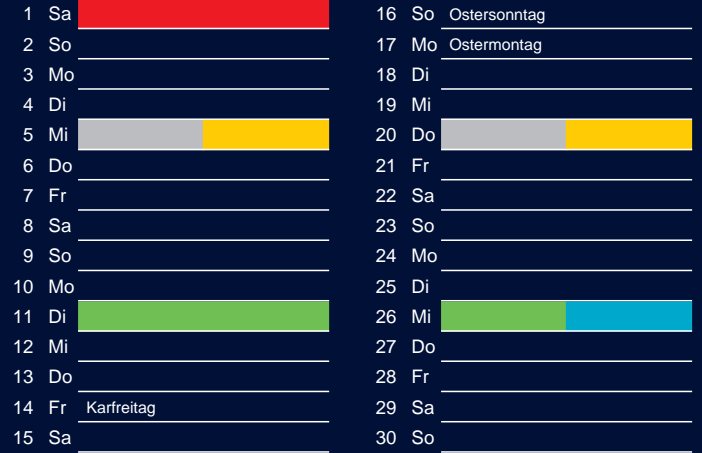 1 Sa
2 So
3 Mo
4 Di
5 Mi
6 Do
7 Fr
8 Sa
9 So
10 Mo
11 Di
12 Mi
13 Do
14 Fr Karfreitag
15 Sa
16 So Ostersonntag
17 Mo Ostermontag
18 Di
19 Mi
20 Do
21 Fr
22 Sa
23 So
24 Mo
25 Di
26 Mi
27 Do
28 Fr
29 Sa
30 So